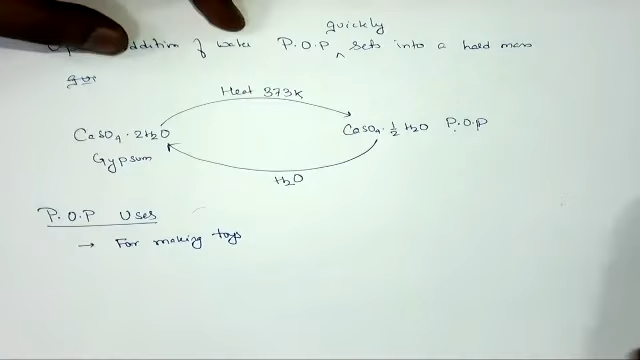 quickly
addition of water P.O.P ^ sets into a hard mass
Heat 373K
CaSO4 . 2H2O
CaSO4 . 1/2 H2O P.O.P
Gypsum
H2O
P.O.P Uses
→ For making toys